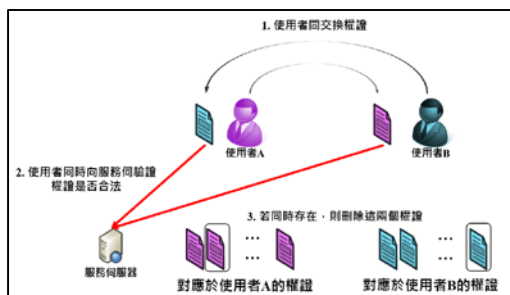 1. 使用者間交換權證
使用者A
使用者B
2. 使用者同時向服務伺驗證
權證是否合法
3. 若同時存在，則刪除這兩個權證
服務伺服器
... ...
對應於使用者A的權證
對應於使用者B的權證